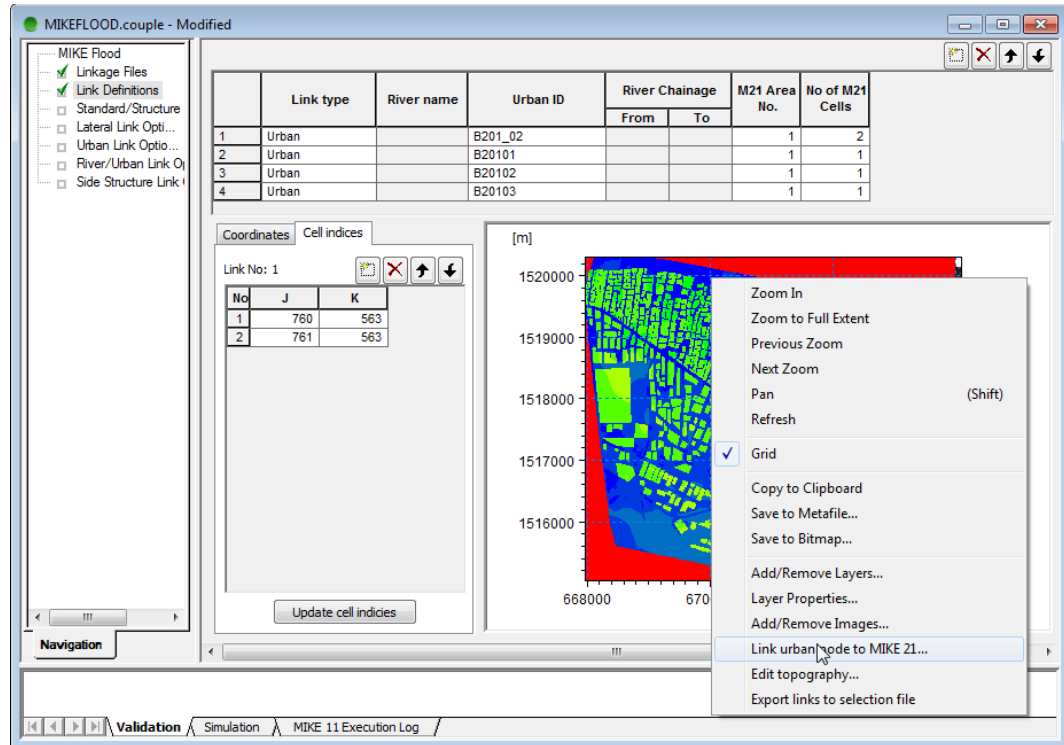 MIKEFLOOD.couple - Modified
MIKE Flood
Linkage Files
Link Definitions
Standard/Structure
Lateral Link Opti...
Urban Link Optio...
River/Urban Link Op
Side Structure Link
Navigation
Link type River name Urban ID River Chainage M21 Area No. No of M21 Cells
From To
1 Urban B201_02 1 2
2 Urban B20101 1 1
3 Urban B20102 1 1
4 Urban B20103 1 1
Coordinates Cell indices
Link No: 1
No J K
1 760 563
2 761 563
Update cell indicies
[m]
1520000
1519000
1518000
1517000
1516000
668000 670
Zoom In
Zoom to Full Extent
Previous Zoom
Next Zoom
Pan (Shift)
Refresh
Grid
Copy to Clipboard
Save to Metafile...
Save to Bitmap...
Add/Remove Layers...
Layer Properties...
Add/Remove Images...
Link urban node to MIKE 21...
Edit topography...
Export links to selection file
Validation Simulation MIKE 11 Execution Log